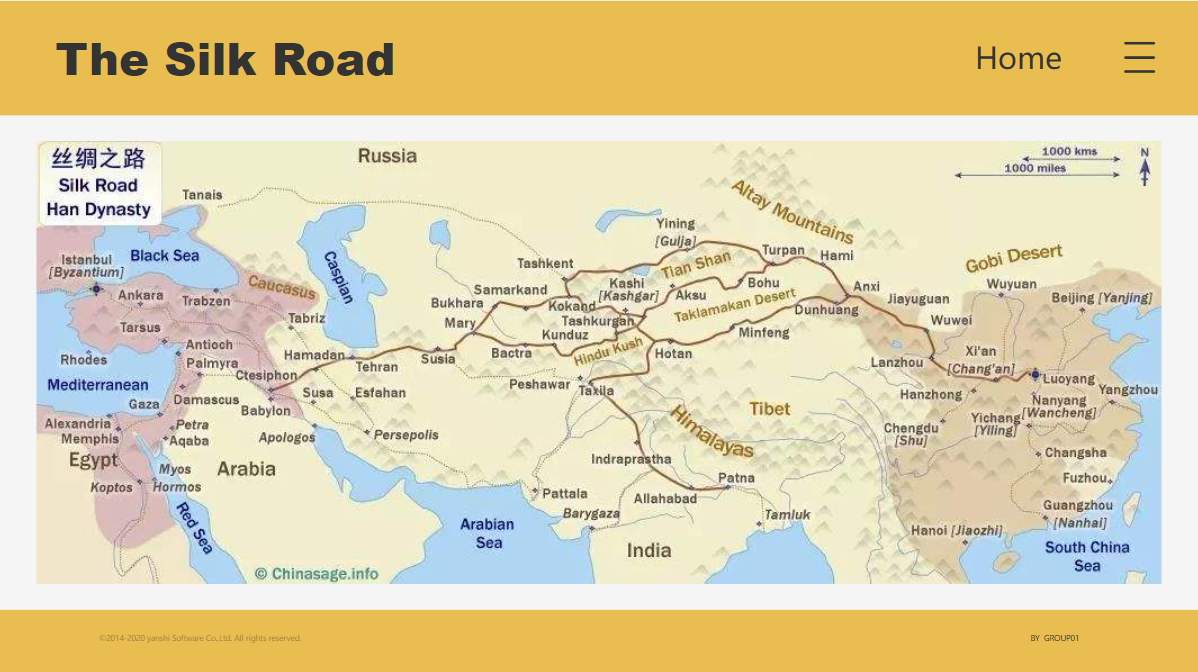 The Silk Road
Home
丝绸之路
Silk Road
Han Dynasty
Russia
1000 kms
1000 miles
N
Tanais
Altay Mountains
Yining
[Gulja]
Black Sea
Istanbul
[Byzantium]
Caspian
Caucasus
Tashkent
Tian Shan
Turpan
Hami
Gobi Desert
Ankara
Trabzen
Samarkand
Kashi
[Kashgar]
Aksu
Bohu
Anxi
Wuyuan
Jiayuguan
Beijing [Yanjing]
Bukhara
Kokand
Taklamakan Desert
Dunhuang
Tabriz
Mary
Tashkurgan
Kunduz
Minfeng
Wuwei
Tarsus
Antioch
Rhodes
Palmyra
Hamadan
Tehran
Susia
Bactra
Hindu Kush
Hotan
Lanzhou
Xi'an
[Chang'an]
Mediterranean
Ctesiphon
Peshawar
Taxila
Luoyang
Damascus
Susa
Esfahan
Hanzhong
Nanyang
[Wancheng]
Yangzhou
Gaza
Babylon
Himalayas
Tibet
Alexandria
Memphis
Petra
Aqaba
Apologos
Persepolis
Chengdu
[Shu]
Yichang
[Yiling]
Egypt
Myos
Hormos
Koptos
Arabia
Indraprastha
Changsha
Patna
Allahabad
Fuzhou
Pattala
Barygaza
Tamluk
Guangzhou
[Nanhai]
Red Sea
Arabian
Sea
Hanoi [Jiaozhi]
India
South China
Sea
© Chinasage.info
©2014-2020 yanshi Software Co.,Ltd. All rights reserved.
BY GROUP01